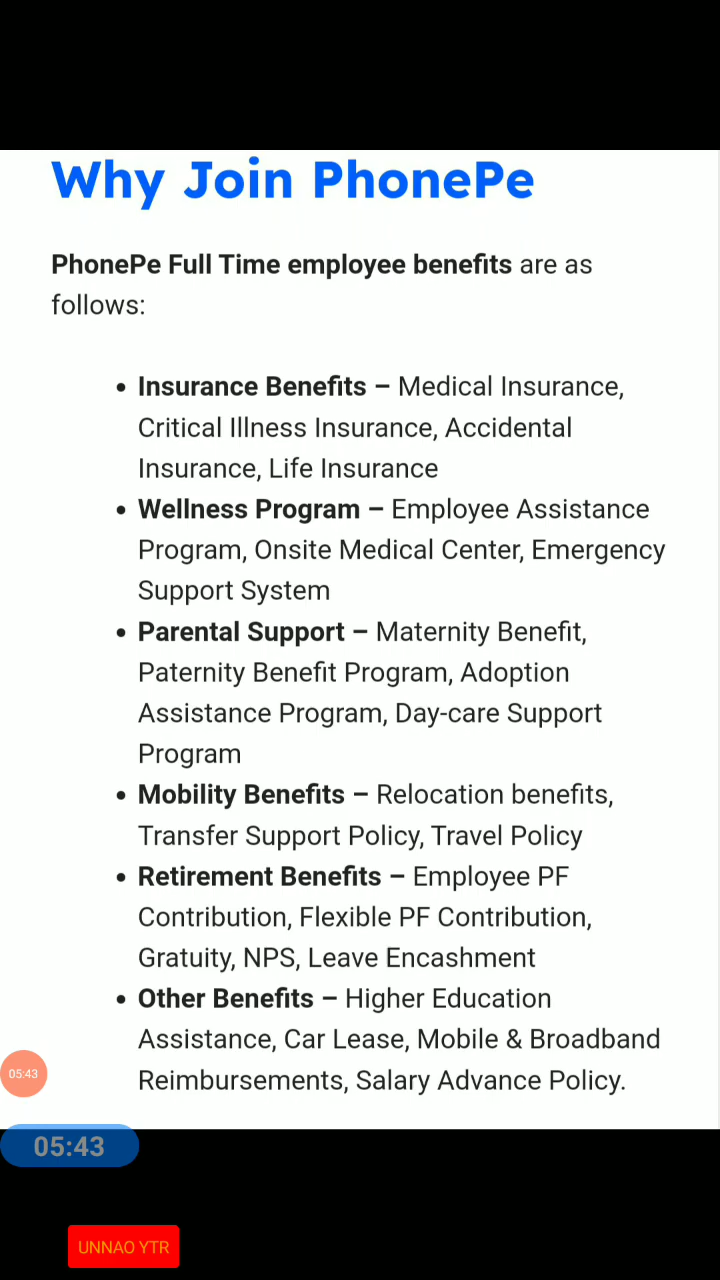 Why Join PhonePe
PhonePe Full Time employee benefits are as
follows:
• Insurance Benefits – Medical Insurance,
Critical Illness Insurance, Accidental
Insurance, Life Insurance
• Wellness Program – Employee Assistance
Program, Onsite Medical Center, Emergency
Support System
• Parental Support – Maternity Benefit,
Paternity Benefit Program, Adoption
Assistance Program, Day-care Support
Program
• Mobility Benefits – Relocation benefits,
Transfer Support Policy, Travel Policy
• Retirement Benefits – Employee PF
Contribution, Flexible PF Contribution,
Gratuity, NPS, Leave Encashment
• Other Benefits – Higher Education
Assistance, Car Lease, Mobile & Broadband
Reimbursements, Salary Advance Policy.
05:43
05:43
UNNAO YTR